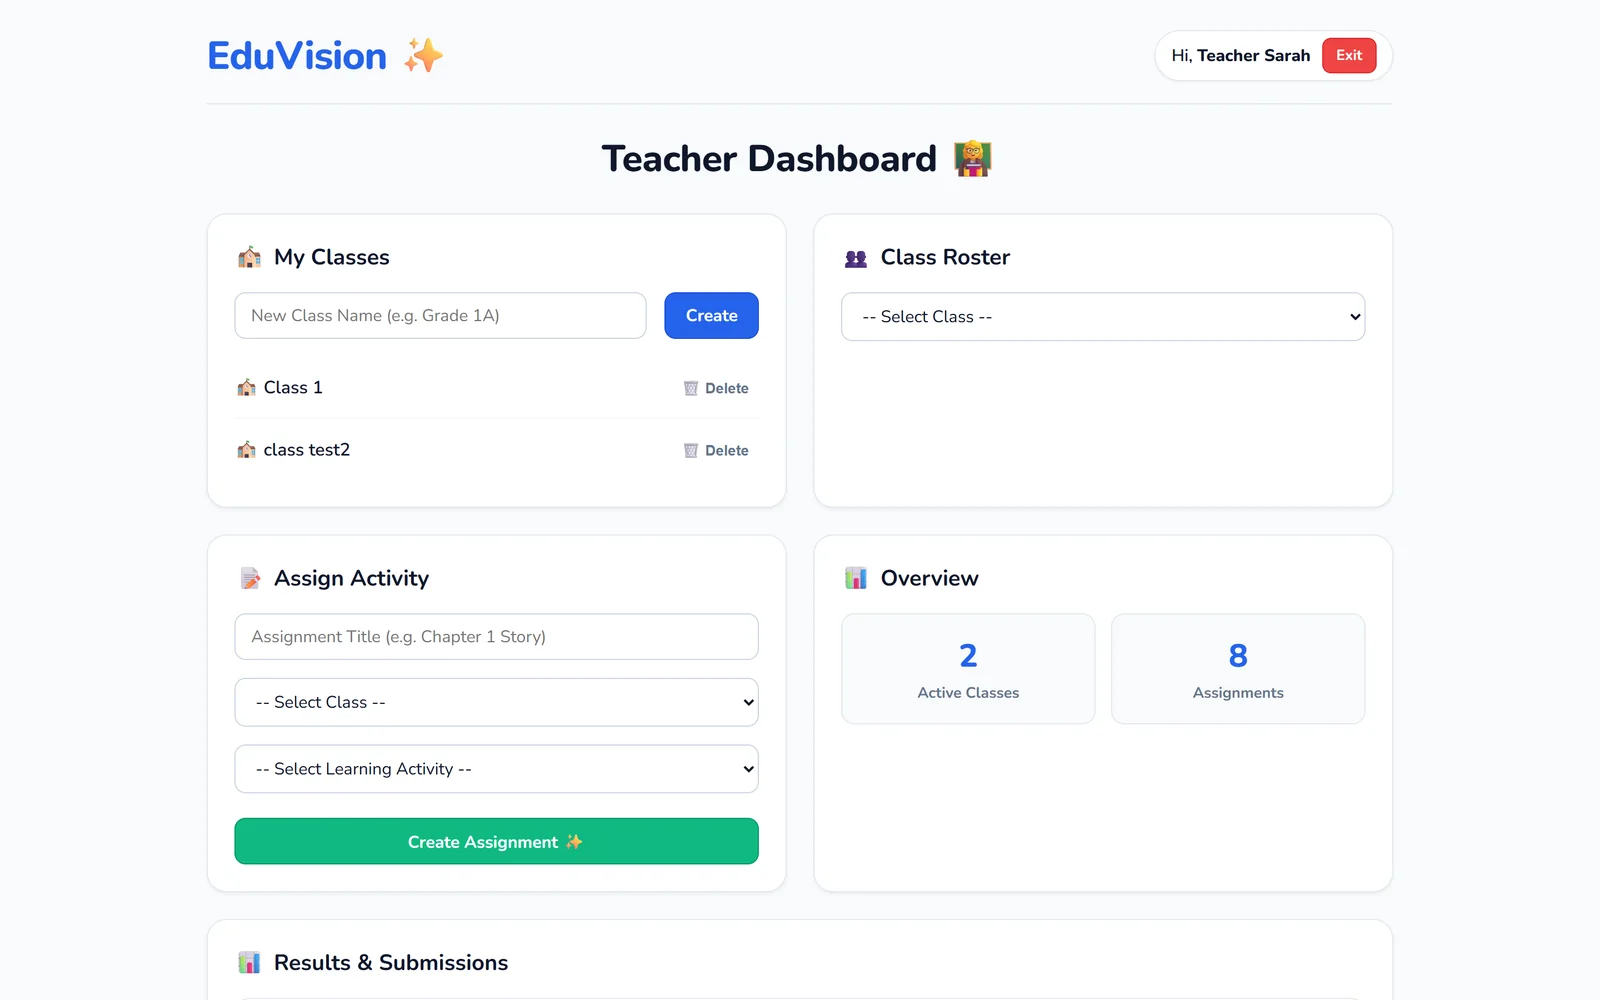 EduVision ✨
Hi, Teacher Sarah Exit
Teacher Dashboard 👩‍🏫
🏫 My Classes
New Class Name (e.g. Grade 1A) Create
🏫 Class 1 🗑️ Delete
🏫 class test2 🗑️ Delete
👥 Class Roster
-- Select Class --
📝 Assign Activity
Assignment Title (e.g. Chapter 1 Story)
-- Select Class --
-- Select Learning Activity --
Create Assignment ✨
📊 Overview
2 8
Active Classes Assignments
📊 Results & Submissions